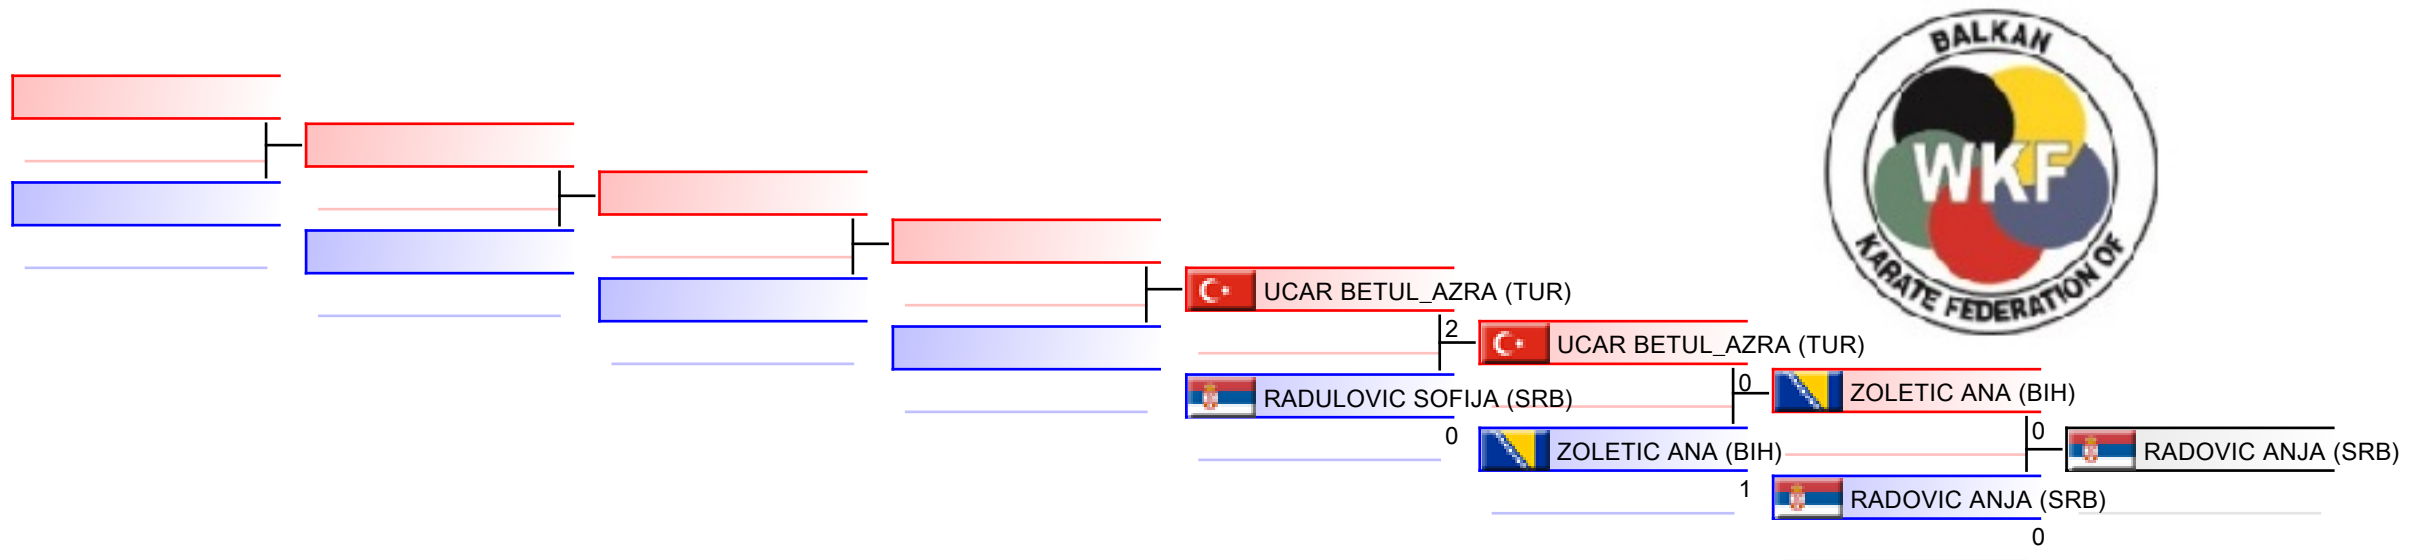 BALKAN
WKF
KARATE FEDERATION OF
UCAR BETUL_AZRA (TUR)
2
UCAR BETUL_AZRA (TUR)
0
ZOLETIC ANA (BIH)
RADULOVIC SOFIJA (SRB)
0
ZOLETIC ANA (BIH)
1
0
RADOVIC ANJA (SRB)
RADOVIC ANJA (SRB)
0